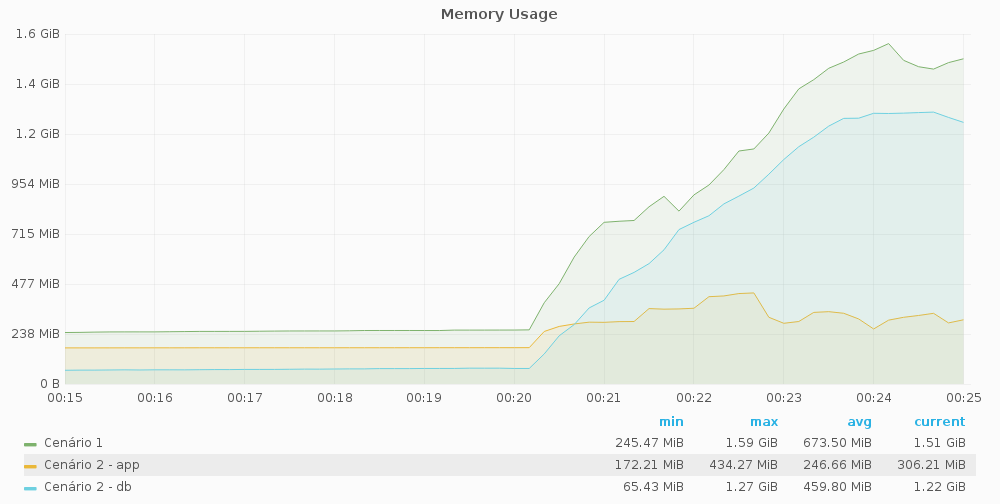 Memory Usage
1.6 GiB
1.4 GiB
1.2 GiB
954 MiB
715 MiB
477 MiB
238 MiB
0 B
00:15 00:16 00:17 00:18 00:19 00:20 00:21 00:22 00:23 00:24 00:25
min max avg current
Cenário 1 245.47 MiB 1.59 GiB 673.50 MiB 1.51 GiB
Cenário 2 - app 172.21 MiB 434.27 MiB 246.66 MiB 306.21 MiB
Cenário 2 - db 65.43 MiB 1.27 GiB 459.80 MiB 1.22 GiB